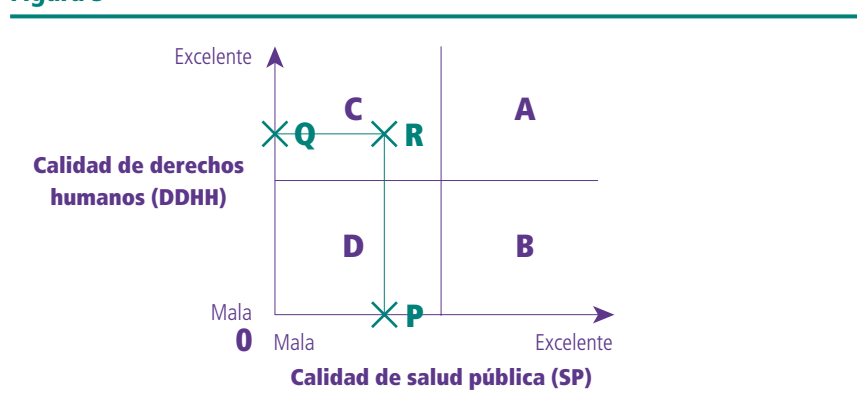 Excelente
C
A
Q
R
Calidad de derechos
humanos (DDHH)
D
B
Mala
P
0
Mala
Excelente
Calidad de salud pública (SP)